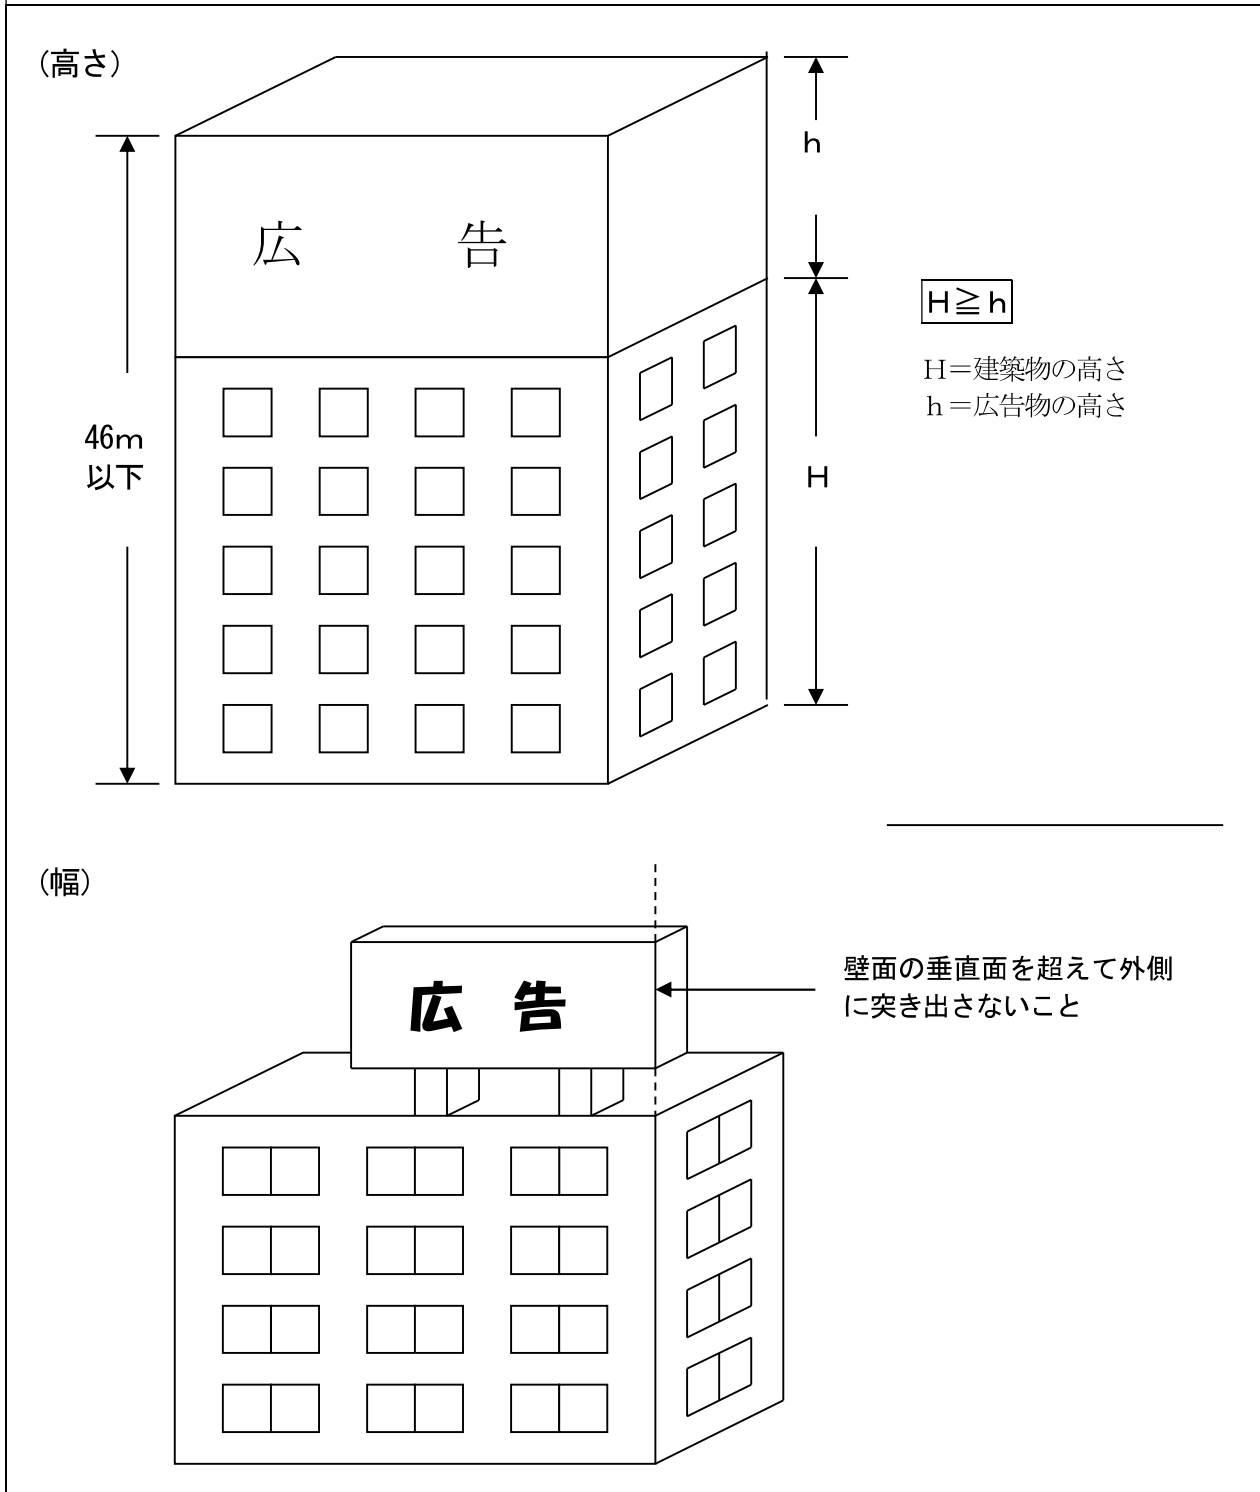 （高さ）
h
広　告
H≧h
H＝建築物の高さ
h＝広告物の高さ
46m
以下
H
（幅）
広　告
壁面の垂直面を超えて外側
に突き出さないこと